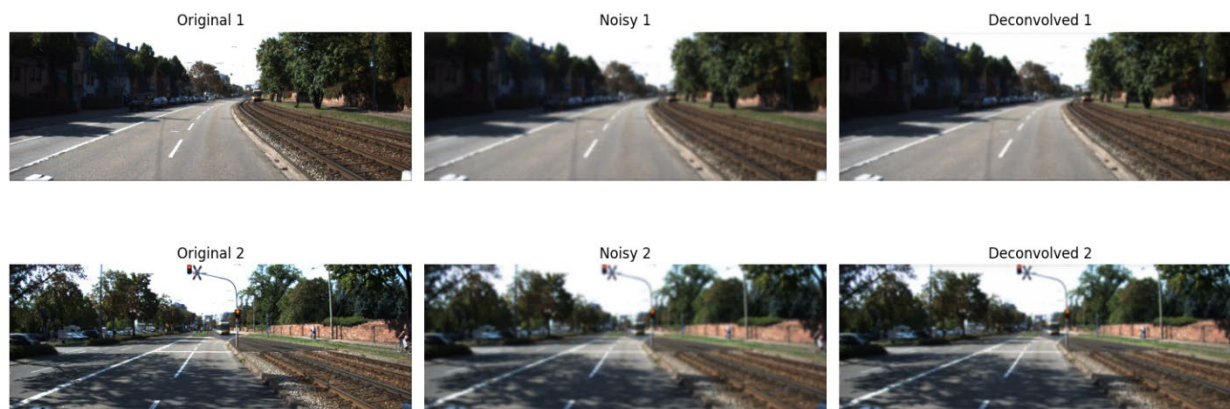 Original 1
Noisy 1
Deconvolved 1
Original 2
Noisy 2
Deconvolved 2